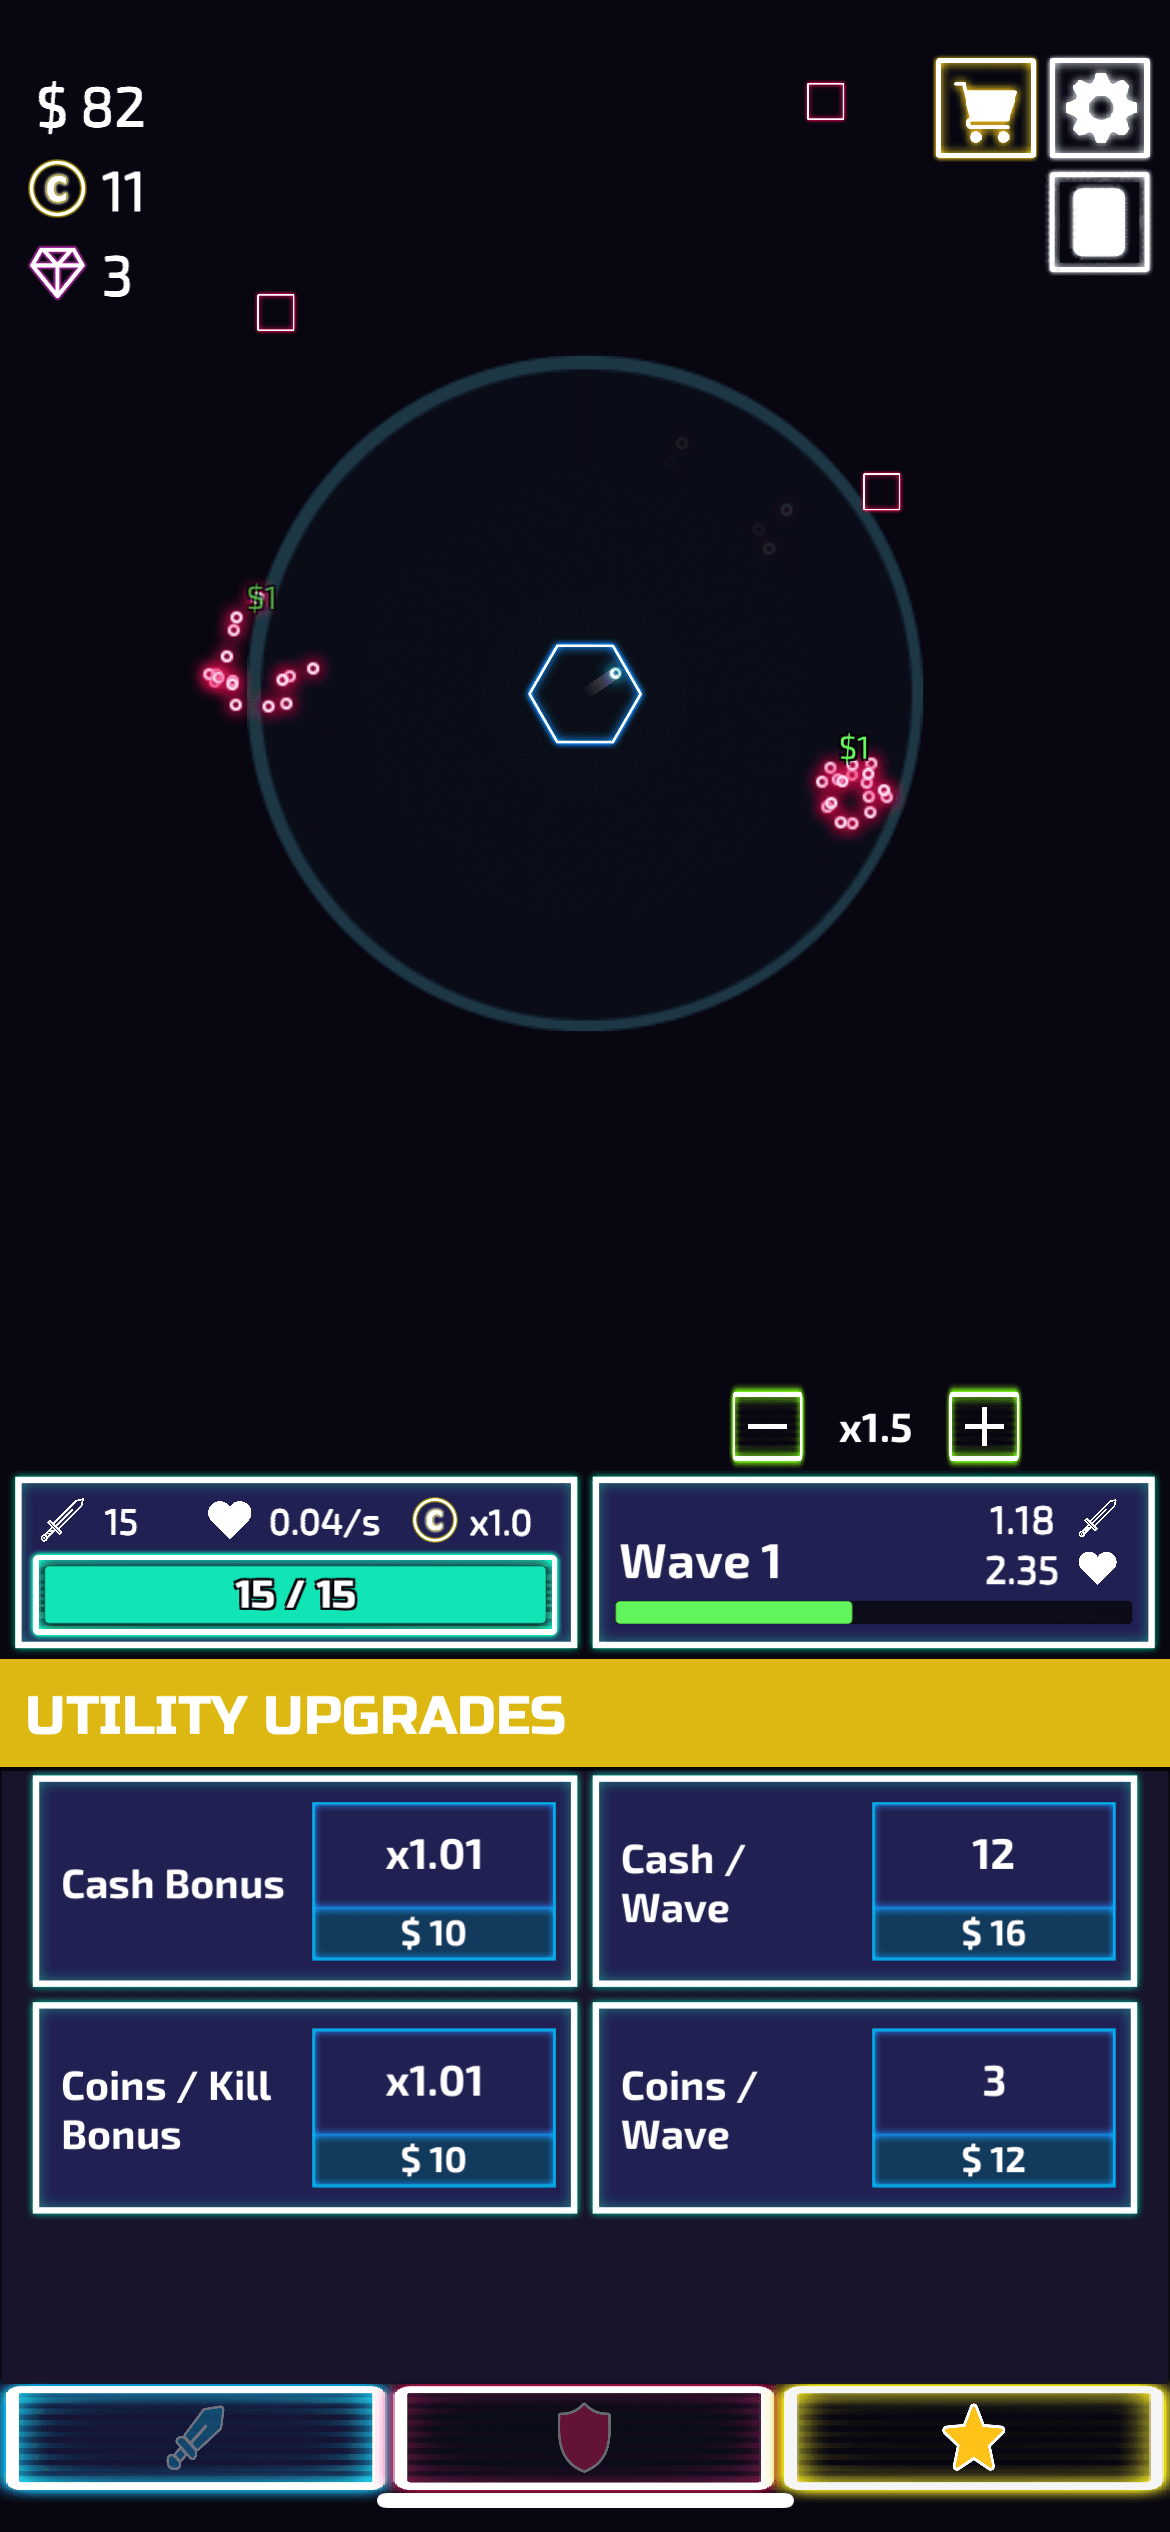 $ 82
C 11
3
$1
$1
x1.5
15 0.04/s C x1.0
15 / 15
1.18
Wave 1
2.35
UTILITY UPGRADES
Cash Bonus
x1.01
$ 10
Cash /
Wave
12
$ 16
Coins / Kill
Bonus
x1.01
$ 10
Coins /
Wave
3
$ 12